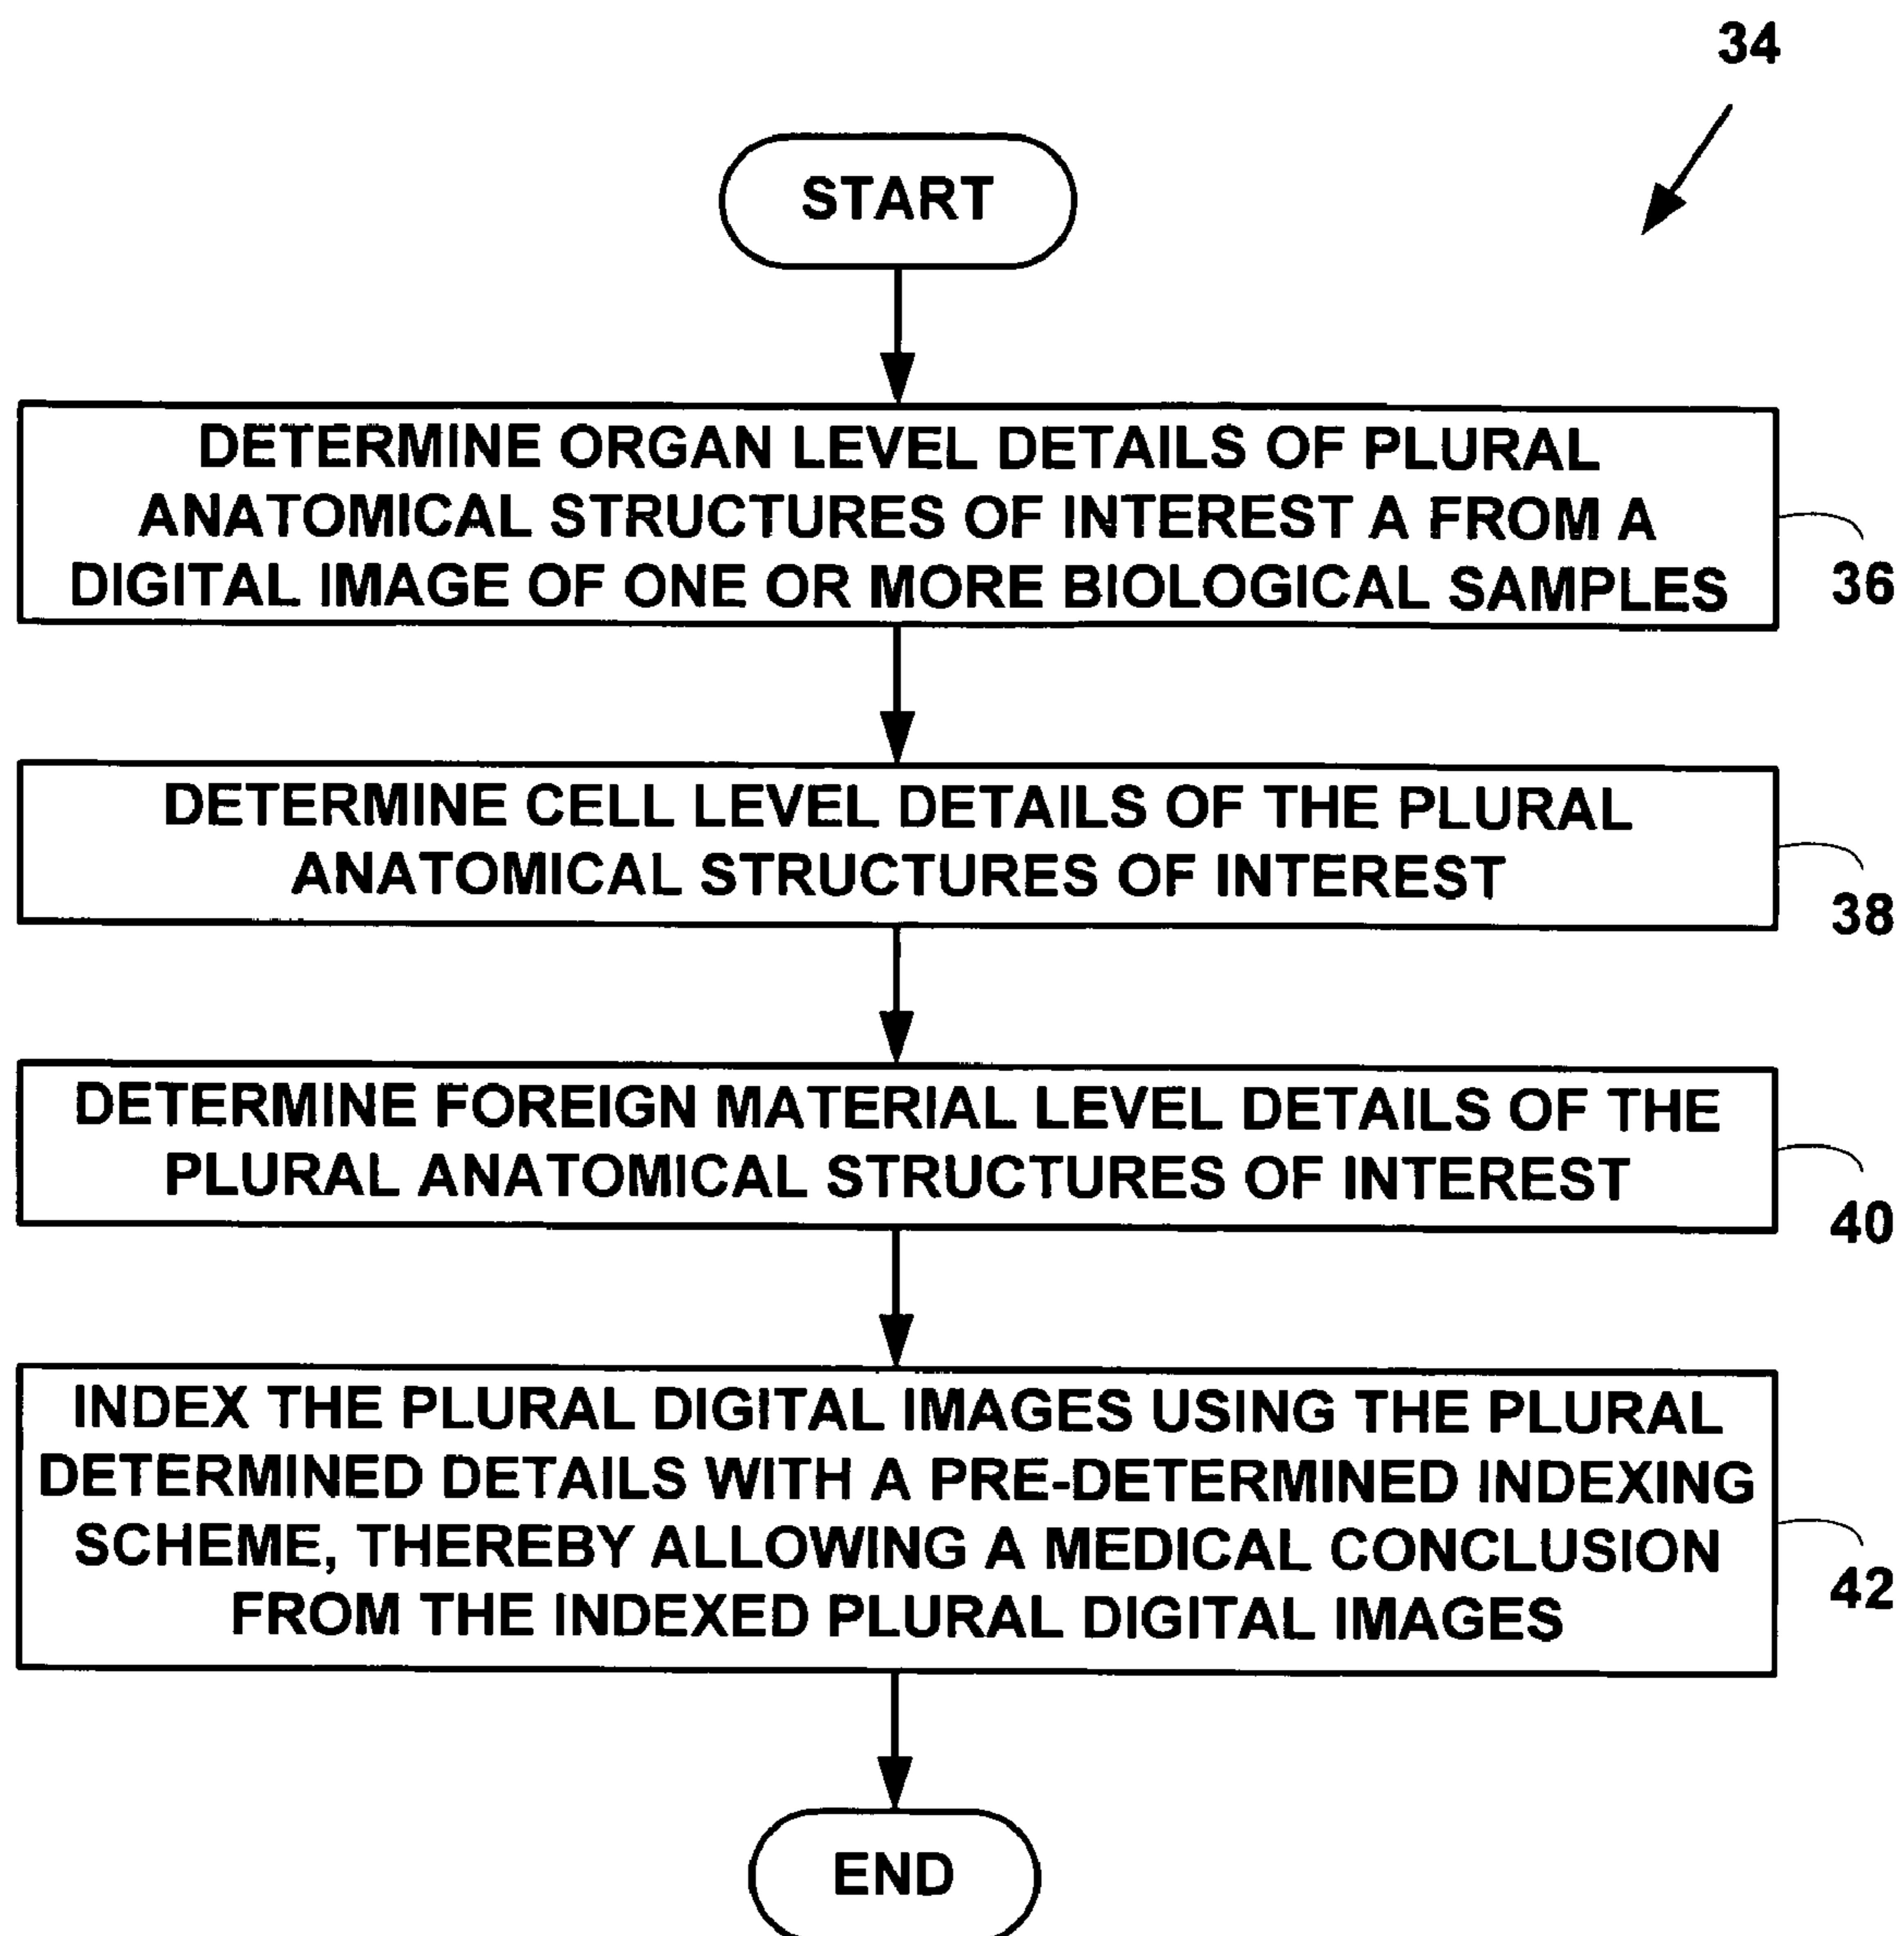 34
START
DETERMINE ORGAN LEVEL DETAILS OF PLURAL
ANATOMICAL STRUCTURES OF INTEREST A FROM A
DIGITAL IMAGE OF ONE OR MORE BIOLOGICAL SAMPLES
36
DETERMINE CELL LEVEL DETAILS OF THE PLURAL
ANATOMICAL STRUCTURES OF INTEREST
38
DETERMINE FOREIGN MATERIAL LEVEL DETAILS OF THE
PLURAL ANATOMICAL STRUCTURES OF INTEREST
40
INDEX THE PLURAL DIGITAL IMAGES USING THE PLURAL
DETERMINED DETAILS WITH A PRE-DETERMINED INDEXING
SCHEME, THEREBY ALLOWING A MEDICAL CONCLUSION
FROM THE INDEXED PLURAL DIGITAL IMAGES
42
END